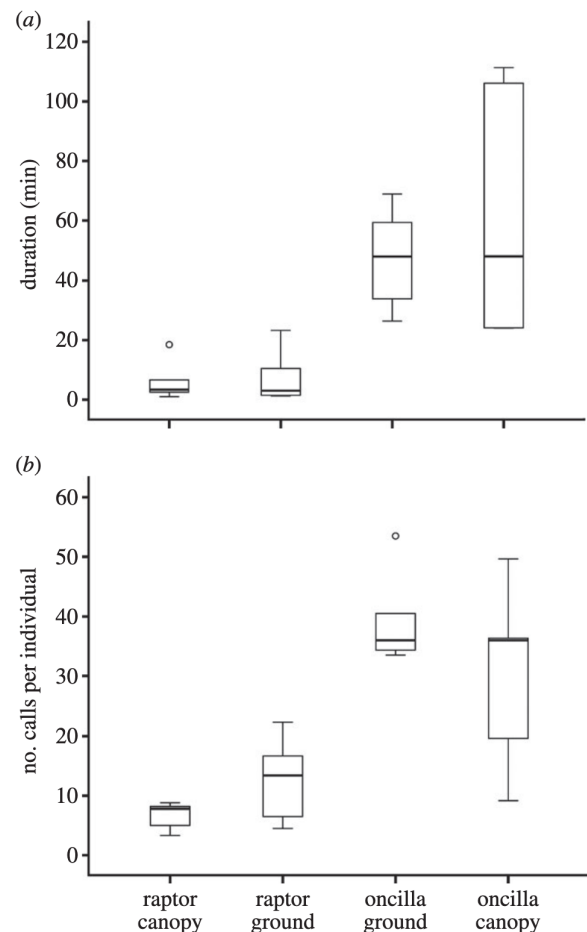 (a)
120
100
80
60
40
20
0
duration (min)
(b)
60
50
40
30
20
10
0
no. calls per individual
raptor canopy
raptor ground
oncilla ground
oncilla canopy